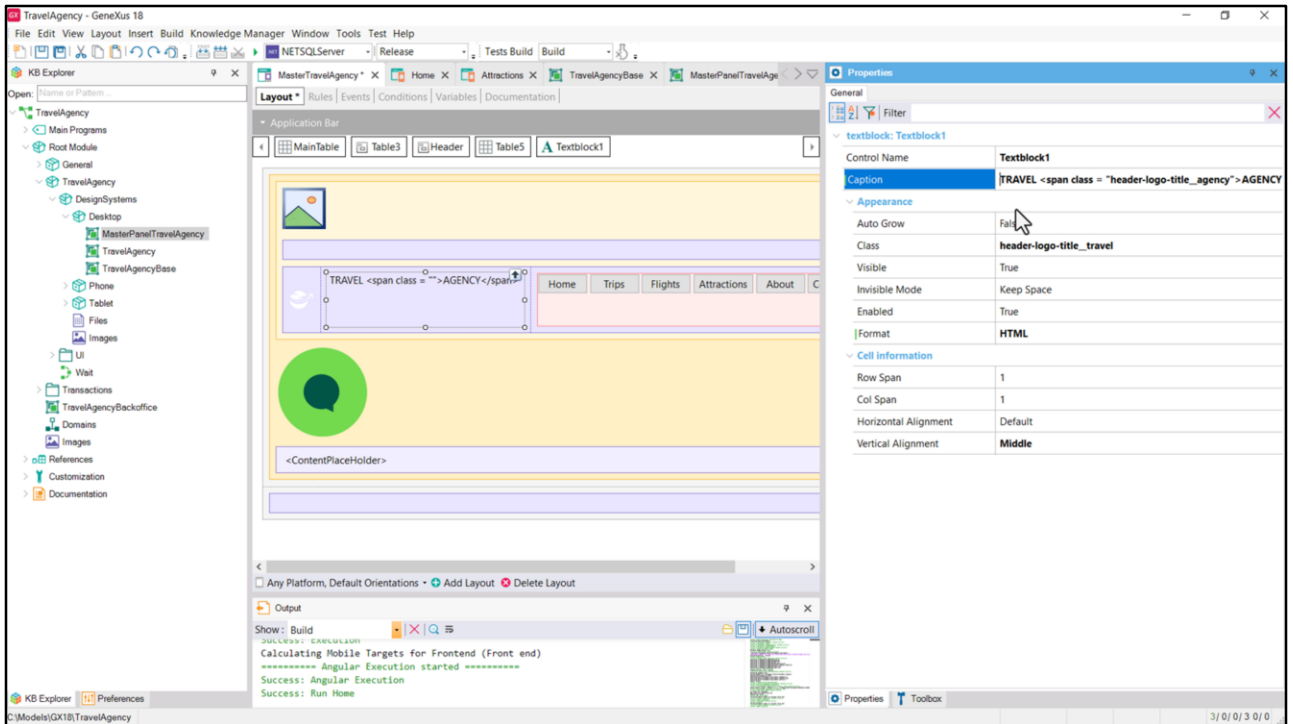 GX TravelAgency - GeneXus 18
File Edit View Layout Insert Build Knowledge Manager Window Tools Test Help
NETSQLServer Release Tests Build Build
KB Explorer
Open: Name or Pattern ...
TravelAgency
Main Programs
Root Module
General
TravelAgency
DesignSystems
Desktop
MasterPanelTravelAgency
TravelAgency
TravelAgencyBase
Phone
Tablet
Files
Images
UI
Wait
Transactions
TravelAgencyBackoffice
Domains
Images
References
Customization
Documentation
KB Explorer Preferences
MasterTravelAgency * Home Attractions TravelAgencyBase MasterPanelTravelAge
Layout * Rules Events Conditions Variables Documentation
Application Bar
MainTable Table3 Header Table5 A Textblock1
TRAVEL <span class = "">AGENCY</span>
Home Trips Flights Attractions About C
<ContentPlaceHolder>
Any Platform, Default Orientations Add Layout Delete Layout
Output
Show: Build Autoscroll
Success: Execution
Calculating Mobile Targets for Frontend (Front end)
========== Angular Execution started ==========
Success: Angular Execution
Success: Run Home
Properties
General
Filter
textblock: Textblock1
Control Name Textblock1
Caption TRAVEL <span class = "header-logo-title__agency">AGENCY
Appearance
Auto Grow
Class header-logo-title__travel
Visible True
Invisible Mode Keep Space
Enabled True
Format HTML
Cell information
Row Span 1
Col Span 1
Horizontal Alignment Default
Vertical Alignment Middle
Properties Toolbox
C:\Models\GX18\TravelAgency 3/ 0/ 0/ 3 0/ 0